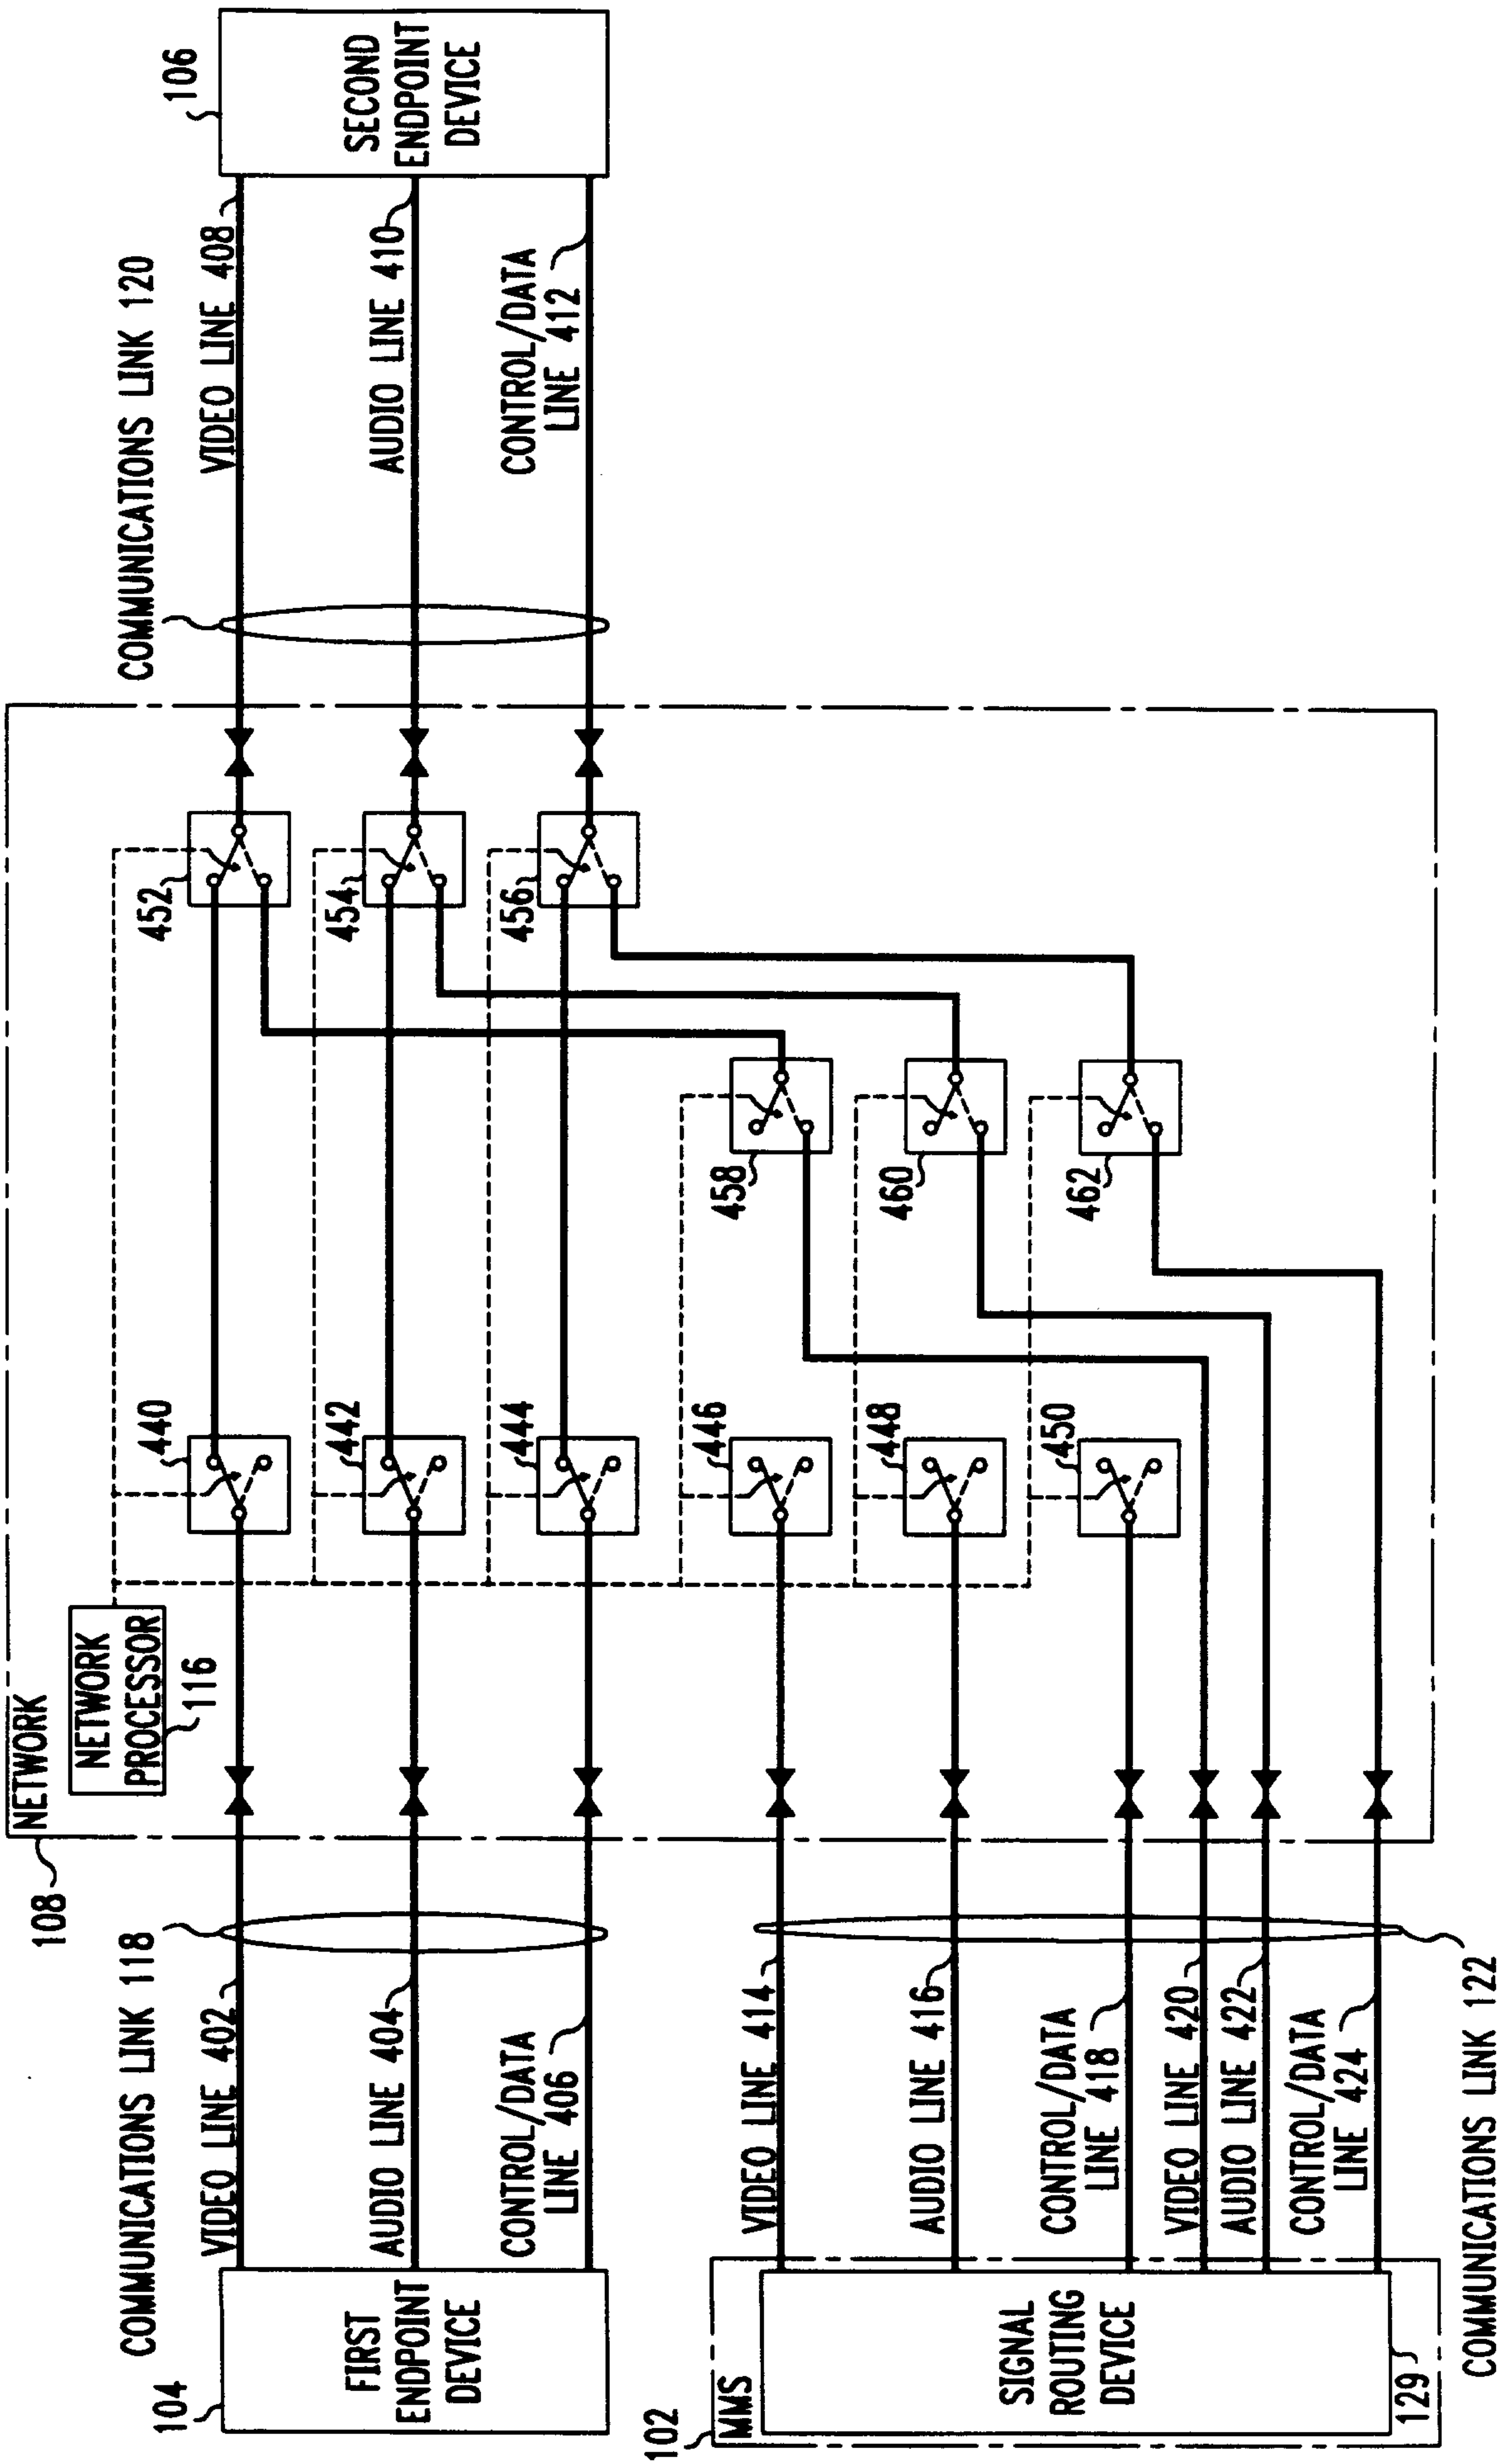 108
NETWORK
NETWORK
PROCESSOR
116
COMMUNICATIONS LINK 118
COMMUNICATIONS LINK 120
104
FIRST
ENDPOINT
DEVICE
VIDEO LINE 402
AUDIO LINE 404
CONTROL/DATA
LINE 406
440
442
444
452
454
456
VIDEO LINE 408
AUDIO LINE 410
CONTROL/DATA
LINE 412
106
SECOND
ENDPOINT
DEVICE
102
MMS
SIGNAL
ROUTING
DEVICE
129
VIDEO LINE 414
AUDIO LINE 416
CONTROL/DATA
LINE 418
VIDEO LINE 420
AUDIO LINE 422
CONTROL/DATA
LINE 424
446
448
450
458
460
462
COMMUNICATIONS LINK 122